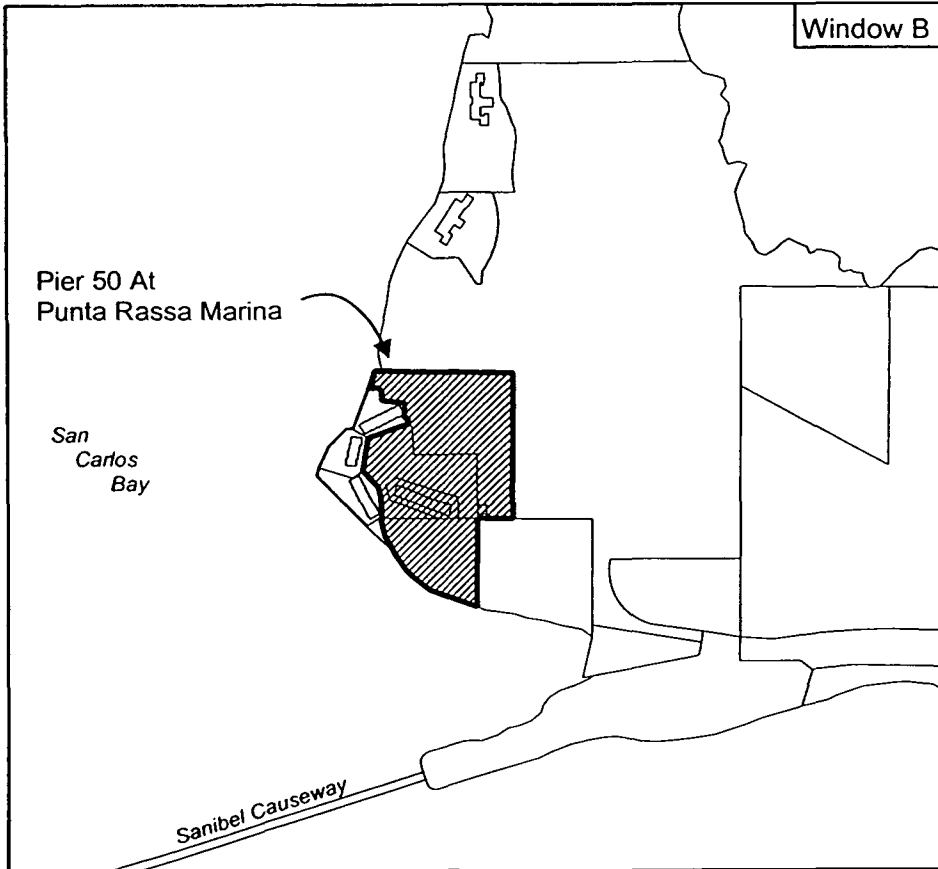 Window B
Pier 50 At
Punta Rassa Marina
San
Carlos
Bay
Sanibel Causeway